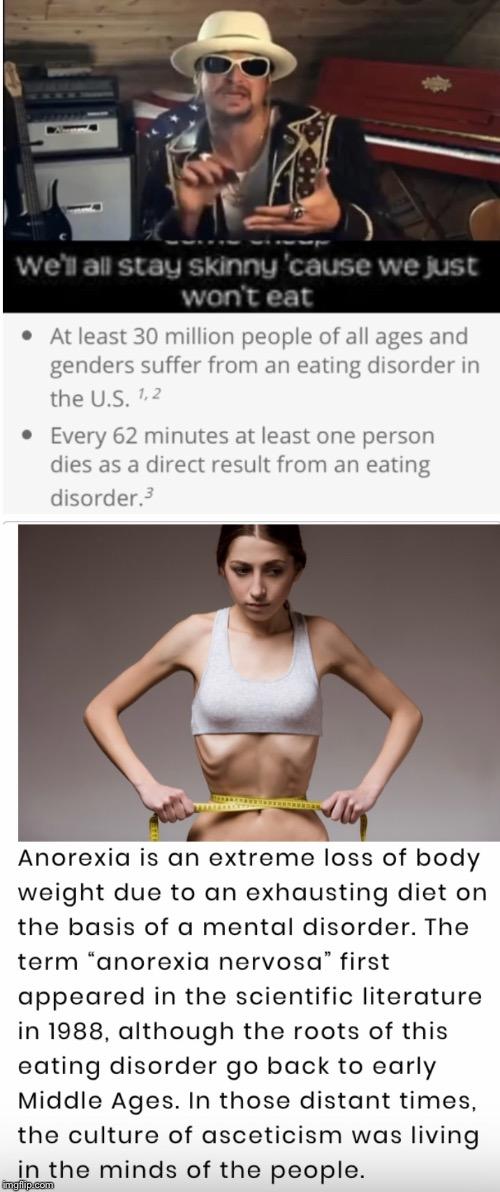 We'll all stay skinny 'cause we just
won't eat
• At least 30 million people of all ages and
genders suffer from an eating disorder in
the U.S. 1, 2
• Every 62 minutes at least one person
dies as a direct result from an eating
disorder.3
Anorexia is an extreme loss of body
weight due to an exhausting diet on
the basis of a mental disorder. The
term “anorexia nervosa” first
appeared in the scientific literature
in 1988, although the roots of this
eating disorder go back to early
Middle Ages. In those distant times,
the culture of asceticism was living
in the minds of the people.
imgflip.com